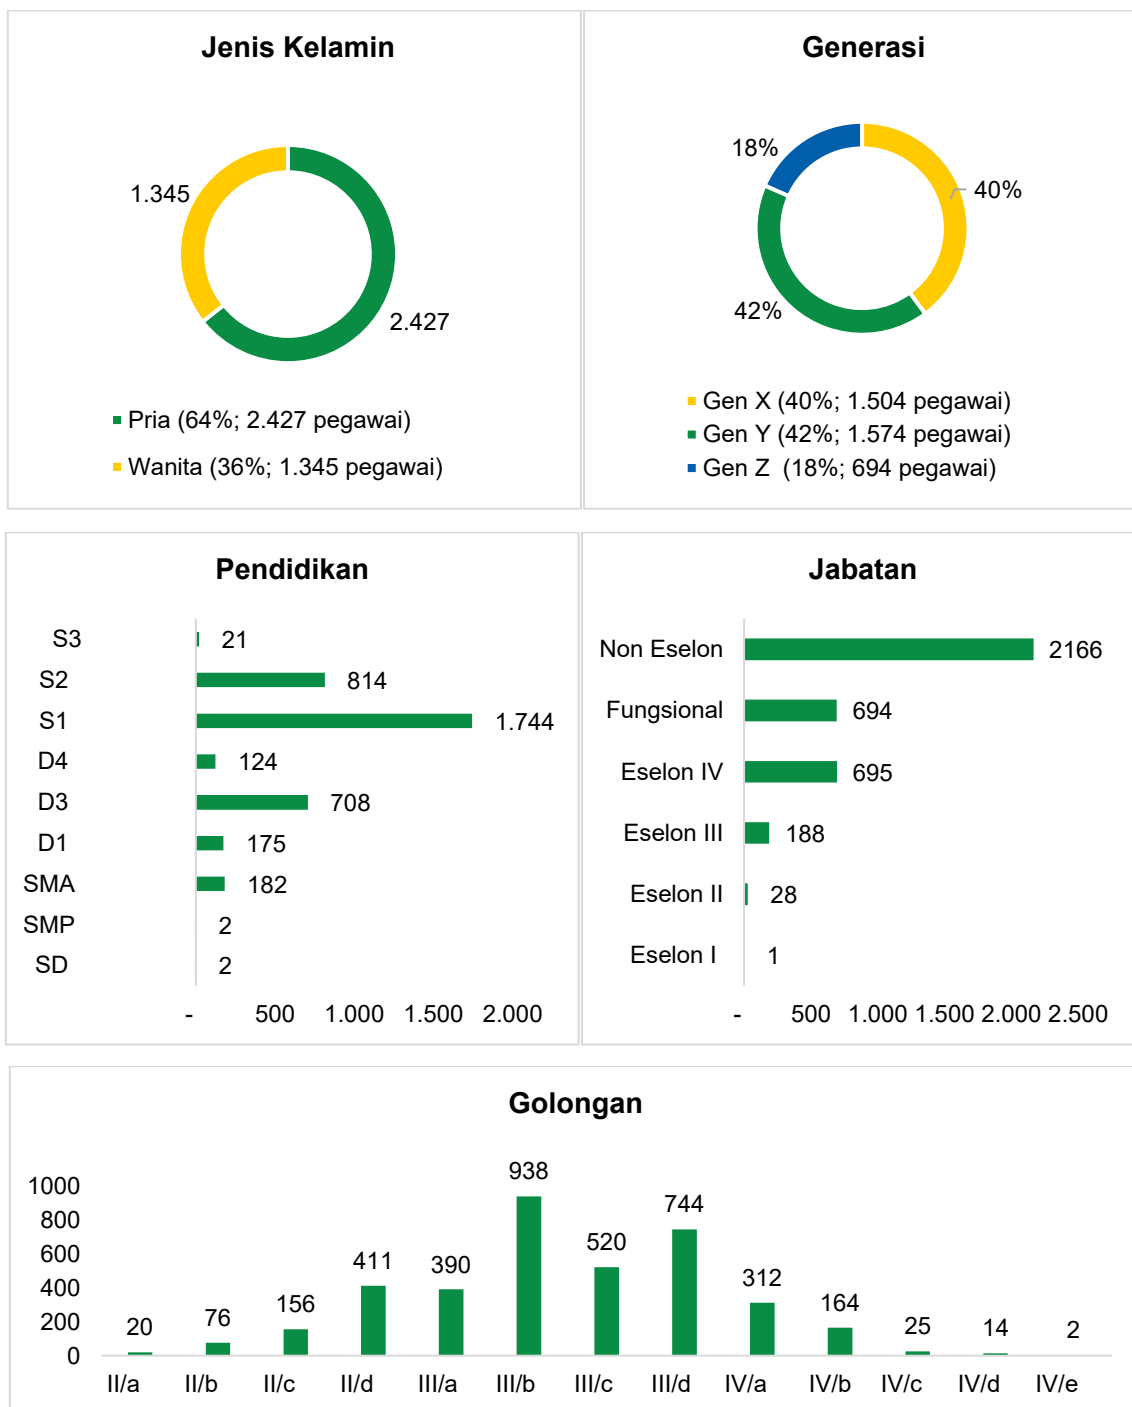 Jenis Kelamin
1.345
2.427
Pria (64%; 2.427 pegawai)
Wanita (36%; 1.345 pegawai)
Generasi
18%
40%
42%
Gen X (40%; 1.504 pegawai)
Gen Y (42%; 1.574 pegawai)
Gen Z (18%; 694 pegawai)
Pendidikan
S3 21
S2 814
S1 1.744
D4 124
D3 708
D1 175
SMA 182
SMP 2
SD 2
- 500 1.000 1.500 2.000
Jabatan
Non Eselon 2166
Fungsional 694
Eselon IV 695
Eselon III 188
Eselon II 28
Eselon I 1
- 500 1.000 1.500 2.000 2.500
Golongan
1000
800
600
400
200
0
20 76 156 411 390 938 520 744 312 164 25 14 2
II/a II/b II/c II/d III/a III/b III/c III/d IV/a IV/b IV/c IV/d IV/e